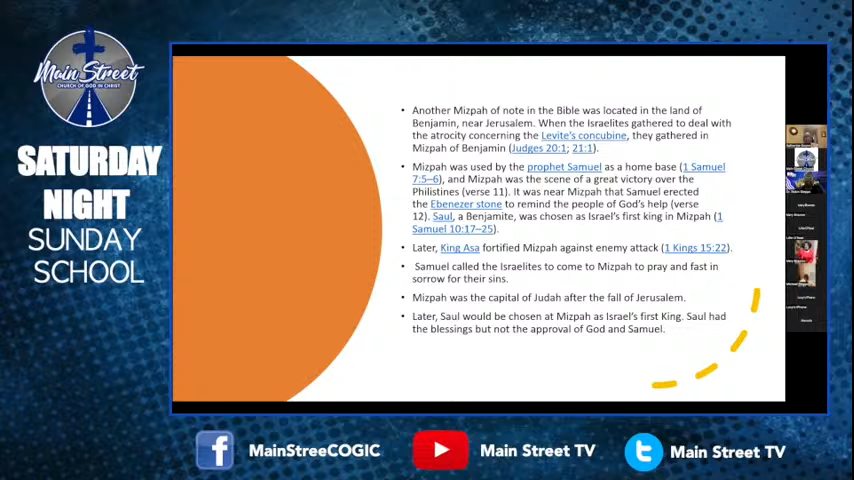 Main Street
CHURCH OF GOD IN CHRIST
SATURDAY
NIGHT
SUNDAY
SCHOOL
• Another Mizpah of note in the Bible was located in the land of
Benjamin, near Jerusalem. When the Israelites gathered to deal with
the atrocity concerning the Levite's concubine, they gathered in
Mizpah of Benjamin (Judges 20:1; 21:1).
• Mizpah was used by the prophet Samuel as a home base (1 Samuel
7:5–6), and Mizpah was the scene of a great victory over the
Philistines (verse 11). It was near Mizpah that Samuel erected
the Ebenezer stone to remind the people of God's help (verse
12). Saul, a Benjamite, was chosen as Israel's first king in Mizpah (1
Samuel 10:17–25).
• Later, King Asa fortified Mizpah against enemy attack (1 Kings 15:22).
• Samuel called the Israelites to come to Mizpah to pray and fast in
sorrow for their sins.
• Mizpah was the capital of Judah after the fall of Jerusalem.
• Later, Saul would be chosen at Mizpah as Israel's first King. Saul had
the blessings but not the approval of God and Samuel.
MainStreeCOGIC
Main Street TV
Main Street TV